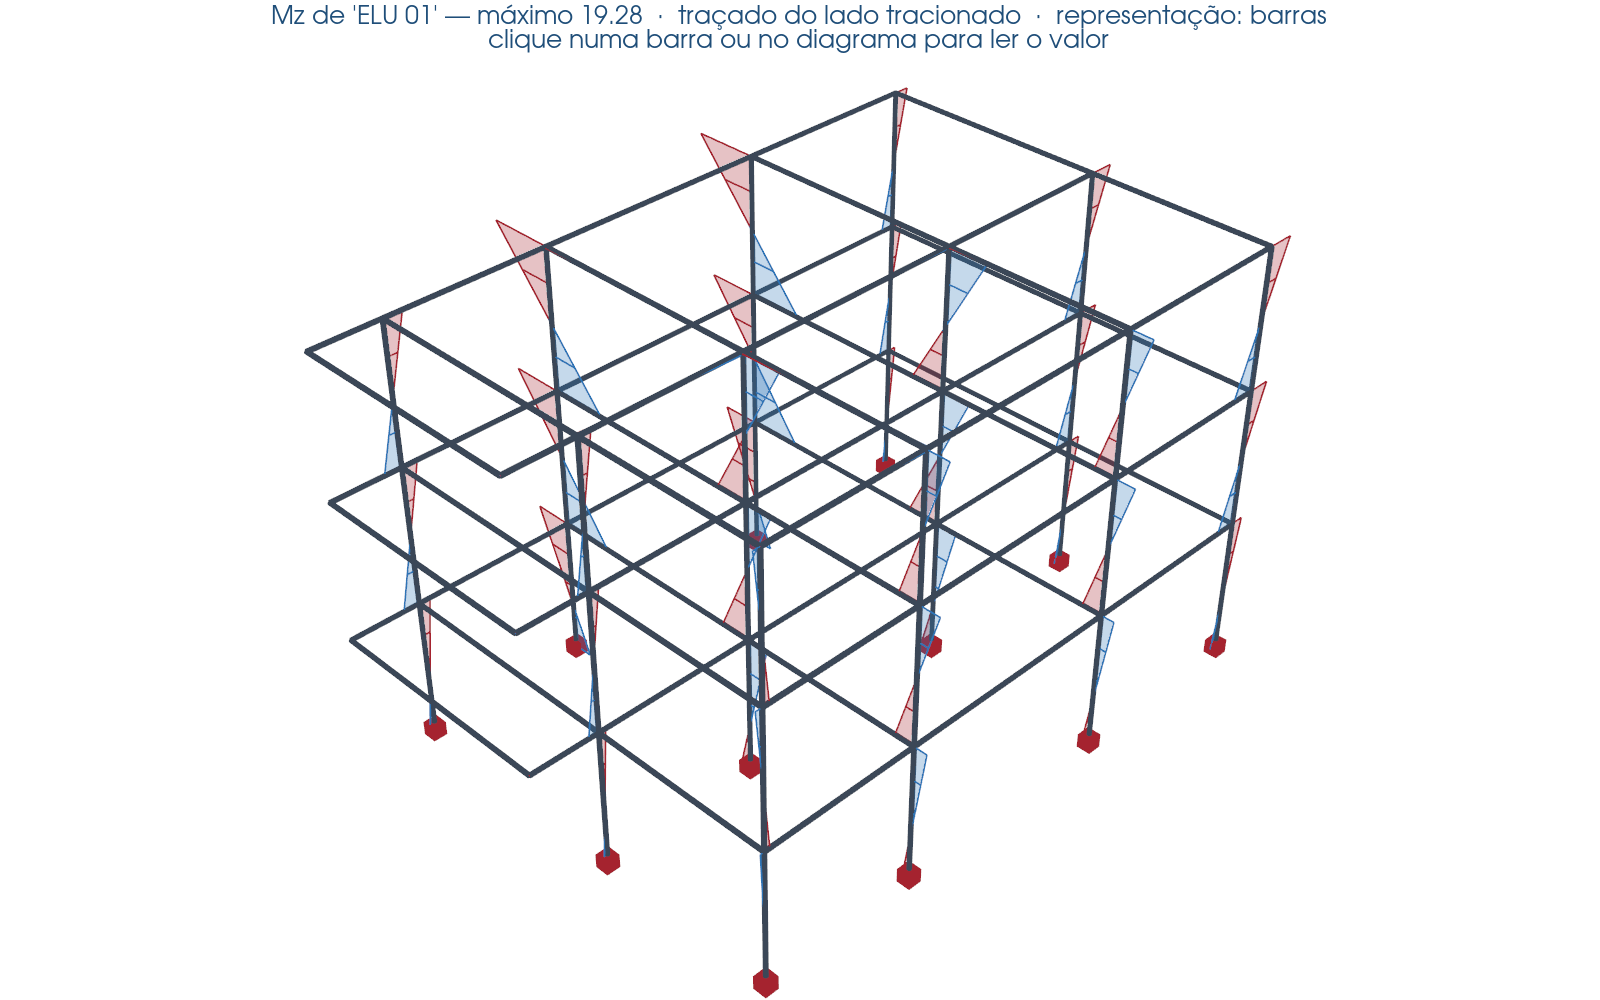 Mz de 'ELU 01' — máximo 19.28 · traçado do lado tracionado · representação: barras
clique numa barra ou no diagrama para ler o valor